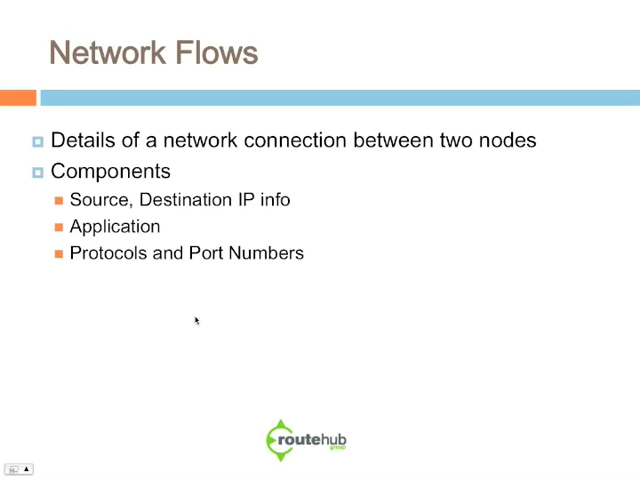 Network Flows
Details of a network connection between two nodes
Components
Source, Destination IP info
Application
Protocols and Port Numbers
routehub
group